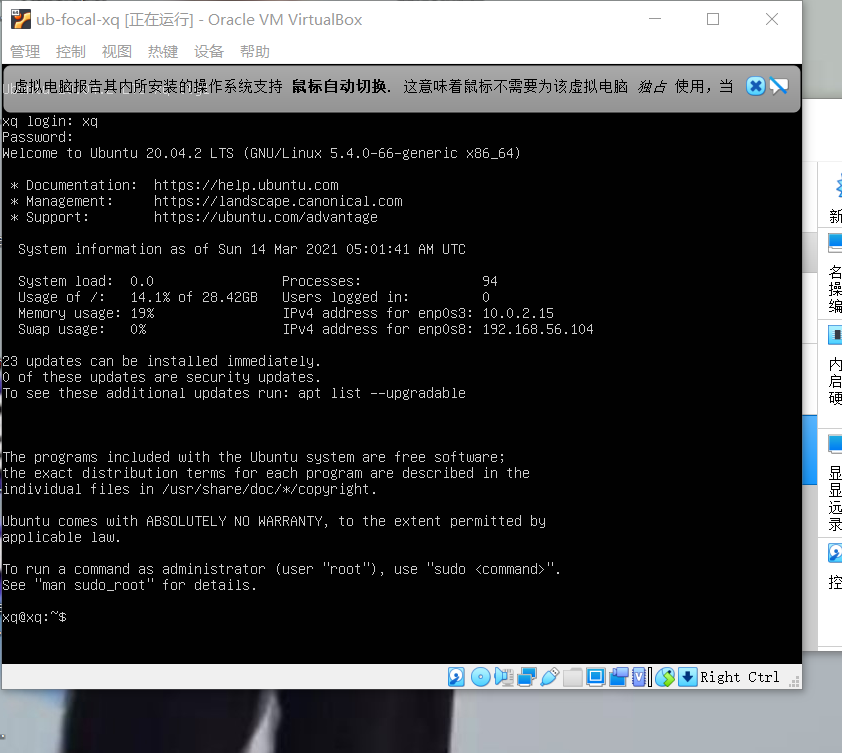 ub-focal-xq [正在运行] - Oracle VM VirtualBox
管理 控制 视图 热键 设备 帮助
虚拟电脑报告其内所安装的操作系统支持 鼠标自动切换. 这意味着鼠标不需要为该虚拟电脑 独占 使用，当
xq login: xq
Password:
Welcome to Ubuntu 20.04.2 LTS (GNU/Linux 5.4.0-66-generic x86_64)
* Documentation: https://help.ubuntu.com
* Management: https://landscape.canonical.com
* Support: https://ubuntu.com/advantage
System information as of Sun 14 Mar 2021 05:01:41 AM UTC
System load: 0.0 Processes: 94
Usage of /: 14.1% of 28.42GB Users logged in: 0
Memory usage: 19% IPv4 address for enp0s3: 10.0.2.15
Swap usage: 0% IPv4 address for enp0s8: 192.168.56.104
23 updates can be installed immediately.
0 of these updates are security updates.
To see these additional updates run: apt list --upgradable
The programs included with the Ubuntu system are free software;
the exact distribution terms for each program are described in the
individual files in /usr/share/doc/*/copyright.
Ubuntu comes with ABSOLUTELY NO WARRANTY, to the extent permitted by
applicable law.
To run a command as administrator (user "root"), use "sudo <command>".
See "man sudo_root" for details.
xq@xq:~$
Right Ctrl
新
名
操
编
内
启
硬
显
显
远
录
控